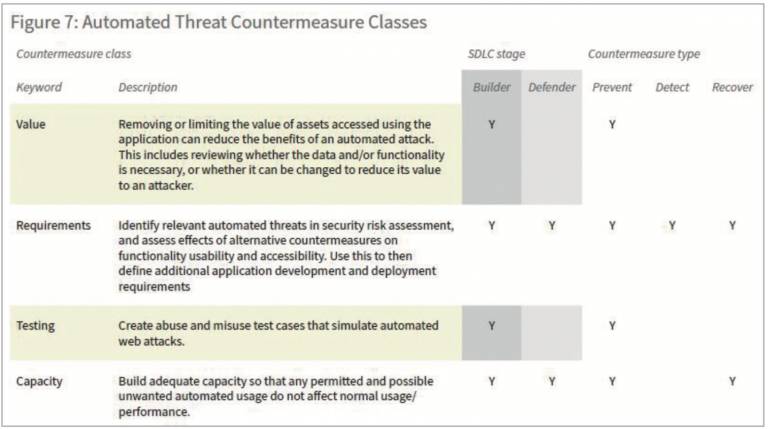 Figure 7: Automated Threat Countermeasure Classes
Countermeasure class SDLC stage Countermeasure type
Keyword Description Builder Defender Prevent Detect Recover
Value Removing or limiting the value of assets accessed using the Y Y
application can reduce the benefits of an automated attack.
This includes reviewing whether the data and/or functionality
is necessary, or whether it can be changed to reduce its value
to an attacker.
Requirements Identify relevant automated threats in security risk assessment, Y Y Y Y Y
and assess effects of alternative countermeasures on
functionality usability and accessibility. Use this to then
define additional application development and deployment
requirements
Testing Create abuse and misuse test cases that simulate automated Y Y
web attacks.
Capacity Build adequate capacity so that any permitted and possible Y Y Y Y
unwanted automated usage do not affect normal usage/
performance.